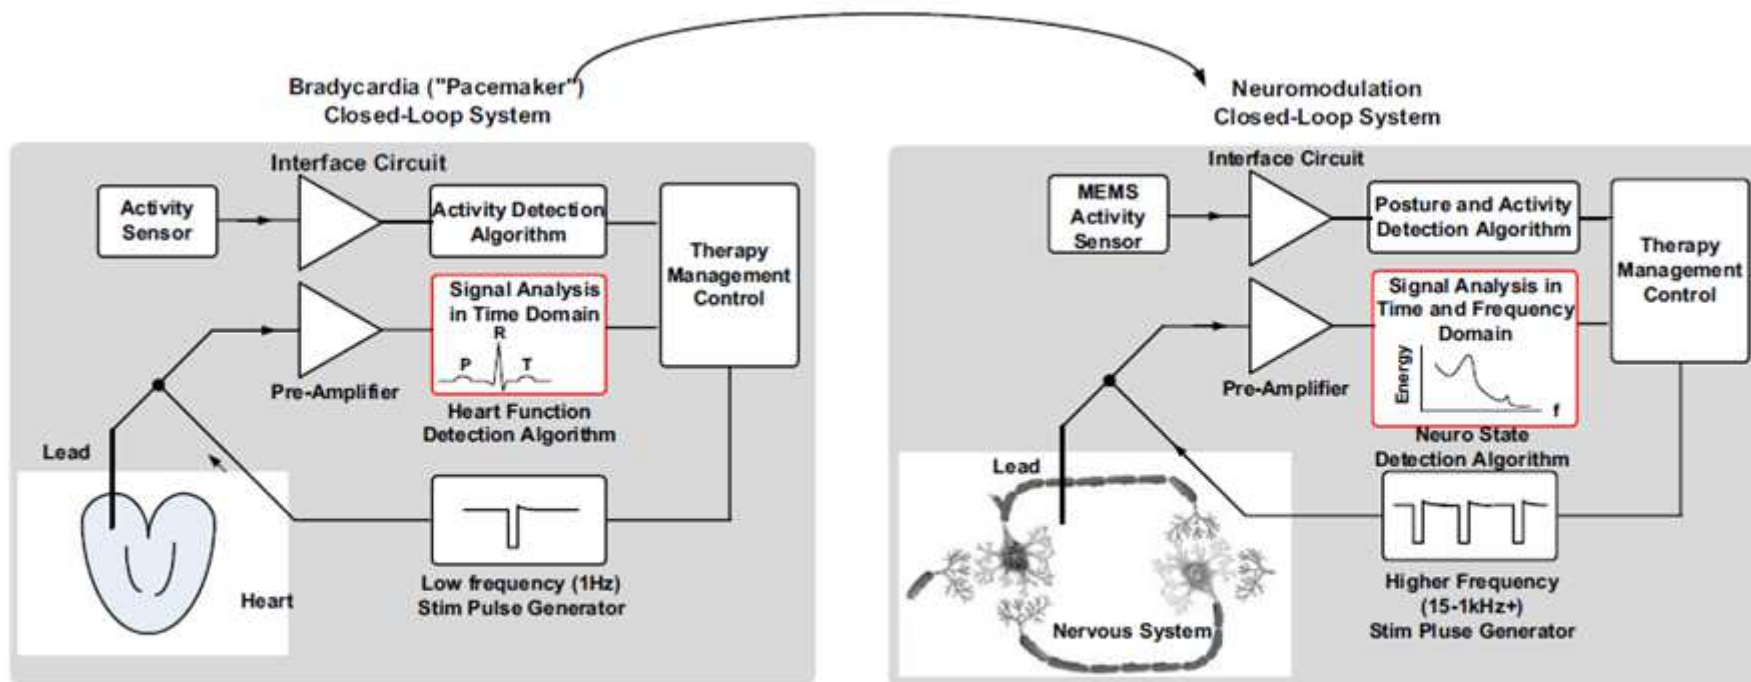 Bradycardia ("Pacemaker")
Closed-Loop System
Interface Circuit
Activity
Sensor
Activity Detection
Algorithm
Therapy
Management
Control
Signal Analysis
in Time Domain
R
P
T
Pre-Amplifier
Heart Function
Detection Algorithm
Lead
Heart
Low frequency (1Hz)
Stim Pulse Generator
Neuromodulation
Closed-Loop System
Interface Circuit
MEMS
Activity
Sensor
Posture and Activity
Detection Algorithm
Therapy
Management
Control
Signal Analysis in
Time and Frequency
Domain
Energy
f
Pre-Amplifier
Neuro State
Detection Algorithm
Lead
Nervous System
Higher Frequency
(15-1kHz+)
Stim Pluse Generator